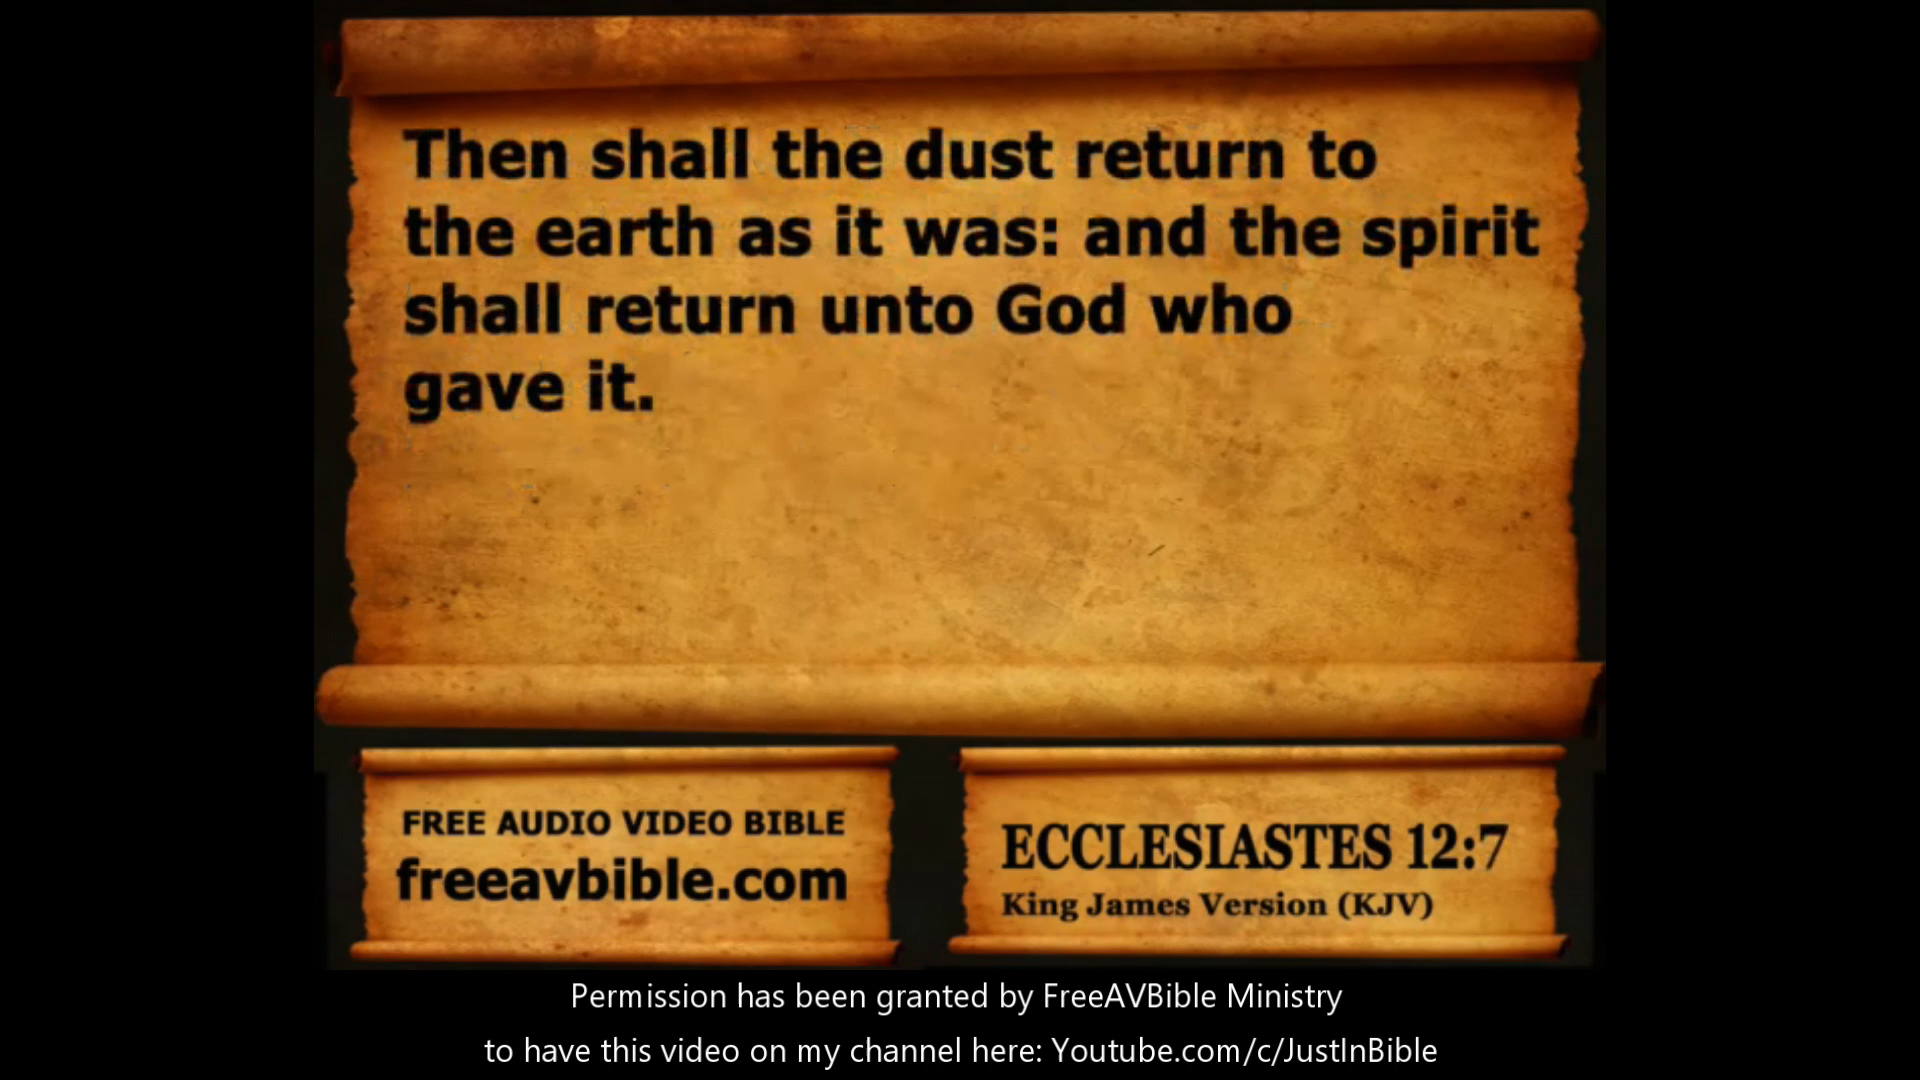 Then shall the dust return to
the earth as it was: and the spirit
shall return unto God who
gave it.
FREE AUDIO VIDEO BIBLE
freeavbible.com
ECCLESIASTES 12:7
King James Version (KJV)
Permission has been granted by FreeAVBible Ministry
to have this video on my channel here: Youtube.com/c/JustInBible